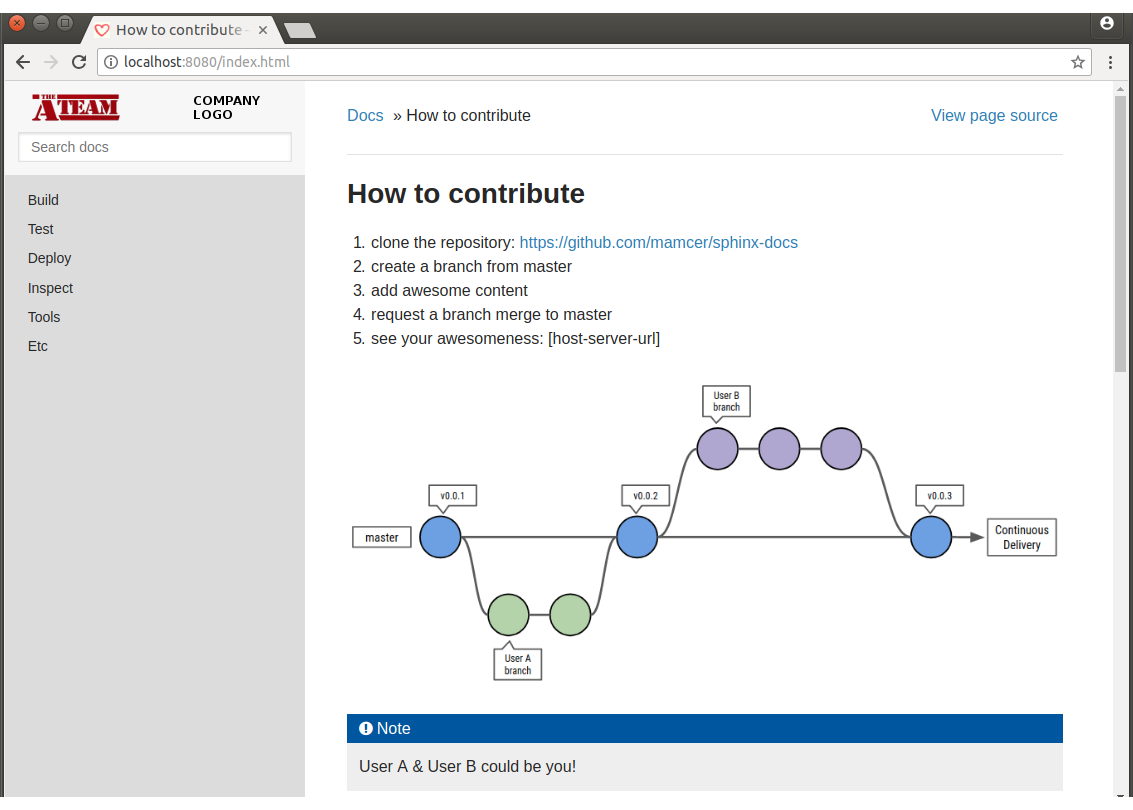 How to contribute
localhost:8080/index.html
THE
ATEAM
COMPANY
LOGO
Search docs
Build
Test
Deploy
Inspect
Tools
Etc
Docs » How to contribute
View page source
How to contribute
1. clone the repository: https://github.com/mamcer/sphinx-docs
2. create a branch from master
3. add awesome content
4. request a branch merge to master
5. see your awesomeness: [host-server-url]
User B
branch
v0.0.1
v0.0.2
v0.0.3
master
Continuous
Delivery
User A
branch
Note
User A & User B could be you!